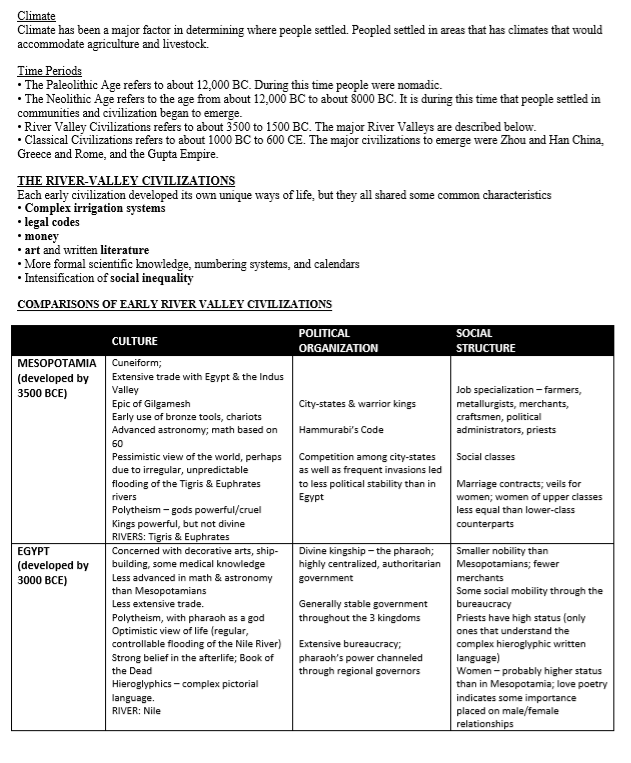 Climate
Climate has been a major factor in determining where people settled. Peopled settled in areas that has climates that would
accommodate agriculture and livestock.
Time Periods
• The Paleolithic Age refers to about 12,000 BC. During this time people were nomadic.
• The Neolithic Age refers to the age from about 12,000 BC to about 8000 BC. It is during this time that people settled in
communities and civilization began to emerge.
• River Valley Civilizations refers to about 3500 to 1500 BC. The major River Valleys are described below.
• Classical Civilizations refers to about 1000 BC to 600 CE. The major civilizations to emerge were Zhou and Han China,
Greece and Rome, and the Gupta Empire.
THE RIVER-VALLEY CIVILIZATIONS
Each early civilization developed its own unique ways of life, but they all shared some common characteristics
• Complex irrigation systems
• legal codes
• money
• art and written literature
• More formal scientific knowledge, numbering systems, and calendars
• Intensification of social inequality
COMPARISONS OF EARLY RIVER VALLEY CIVILIZATIONS
CULTURE
POLITICAL
ORGANIZATION
SOCIAL
STRUCTURE
MESOPOTAMIA
(developed by
3500 BCE)
Cuneiform;
Extensive trade with Egypt & the Indus
Valley
Epic of Gilgamesh
Early use of bronze tools, chariots
Advanced astronomy; math based on
60
Pessimistic view of the world, perhaps
due to irregular, unpredictable
flooding of the Tigris & Euphrates
rivers
Polytheism – gods powerful/cruel
Kings powerful, but not divine
RIVERS: Tigris & Euphrates
City-states & warrior kings
Hammurabi's Code
Competition among city-states
as well as frequent invasions led
to less political stability than in
Egypt
Job specialization – farmers,
metallurgists, merchants,
craftsmen, political
administrators, priests
Social classes
Marriage contracts; veils for
women; women of upper classes
less equal than lower-class
counterparts
EGYPT
(developed by
3000 BCE)
Concerned with decorative arts, ship-
building, some medical knowledge
Less advanced in math & astronomy
than Mesopotamians
Less extensive trade.
Polytheism, with pharaoh as a god
Optimistic view of life (regular,
controllable flooding of the Nile River)
Strong belief in the afterlife; Book of
the Dead
Hieroglyphics – complex pictorial
language.
RIVER: Nile
Divine kingship – the pharaoh;
highly centralized, authoritarian
government
Generally stable government
throughout the 3 kingdoms
Extensive bureaucracy;
pharaoh's power channeled
through regional governors
Smaller nobility than
Mesopotamians; fewer
merchants
Some social mobility through the
bureaucracy
Priests have high status (only
ones that understand the
complex hieroglyphic written
language)
Women – probably higher status
than in Mesopotamia; love poetry
indicates some importance
placed on male/female
relationships